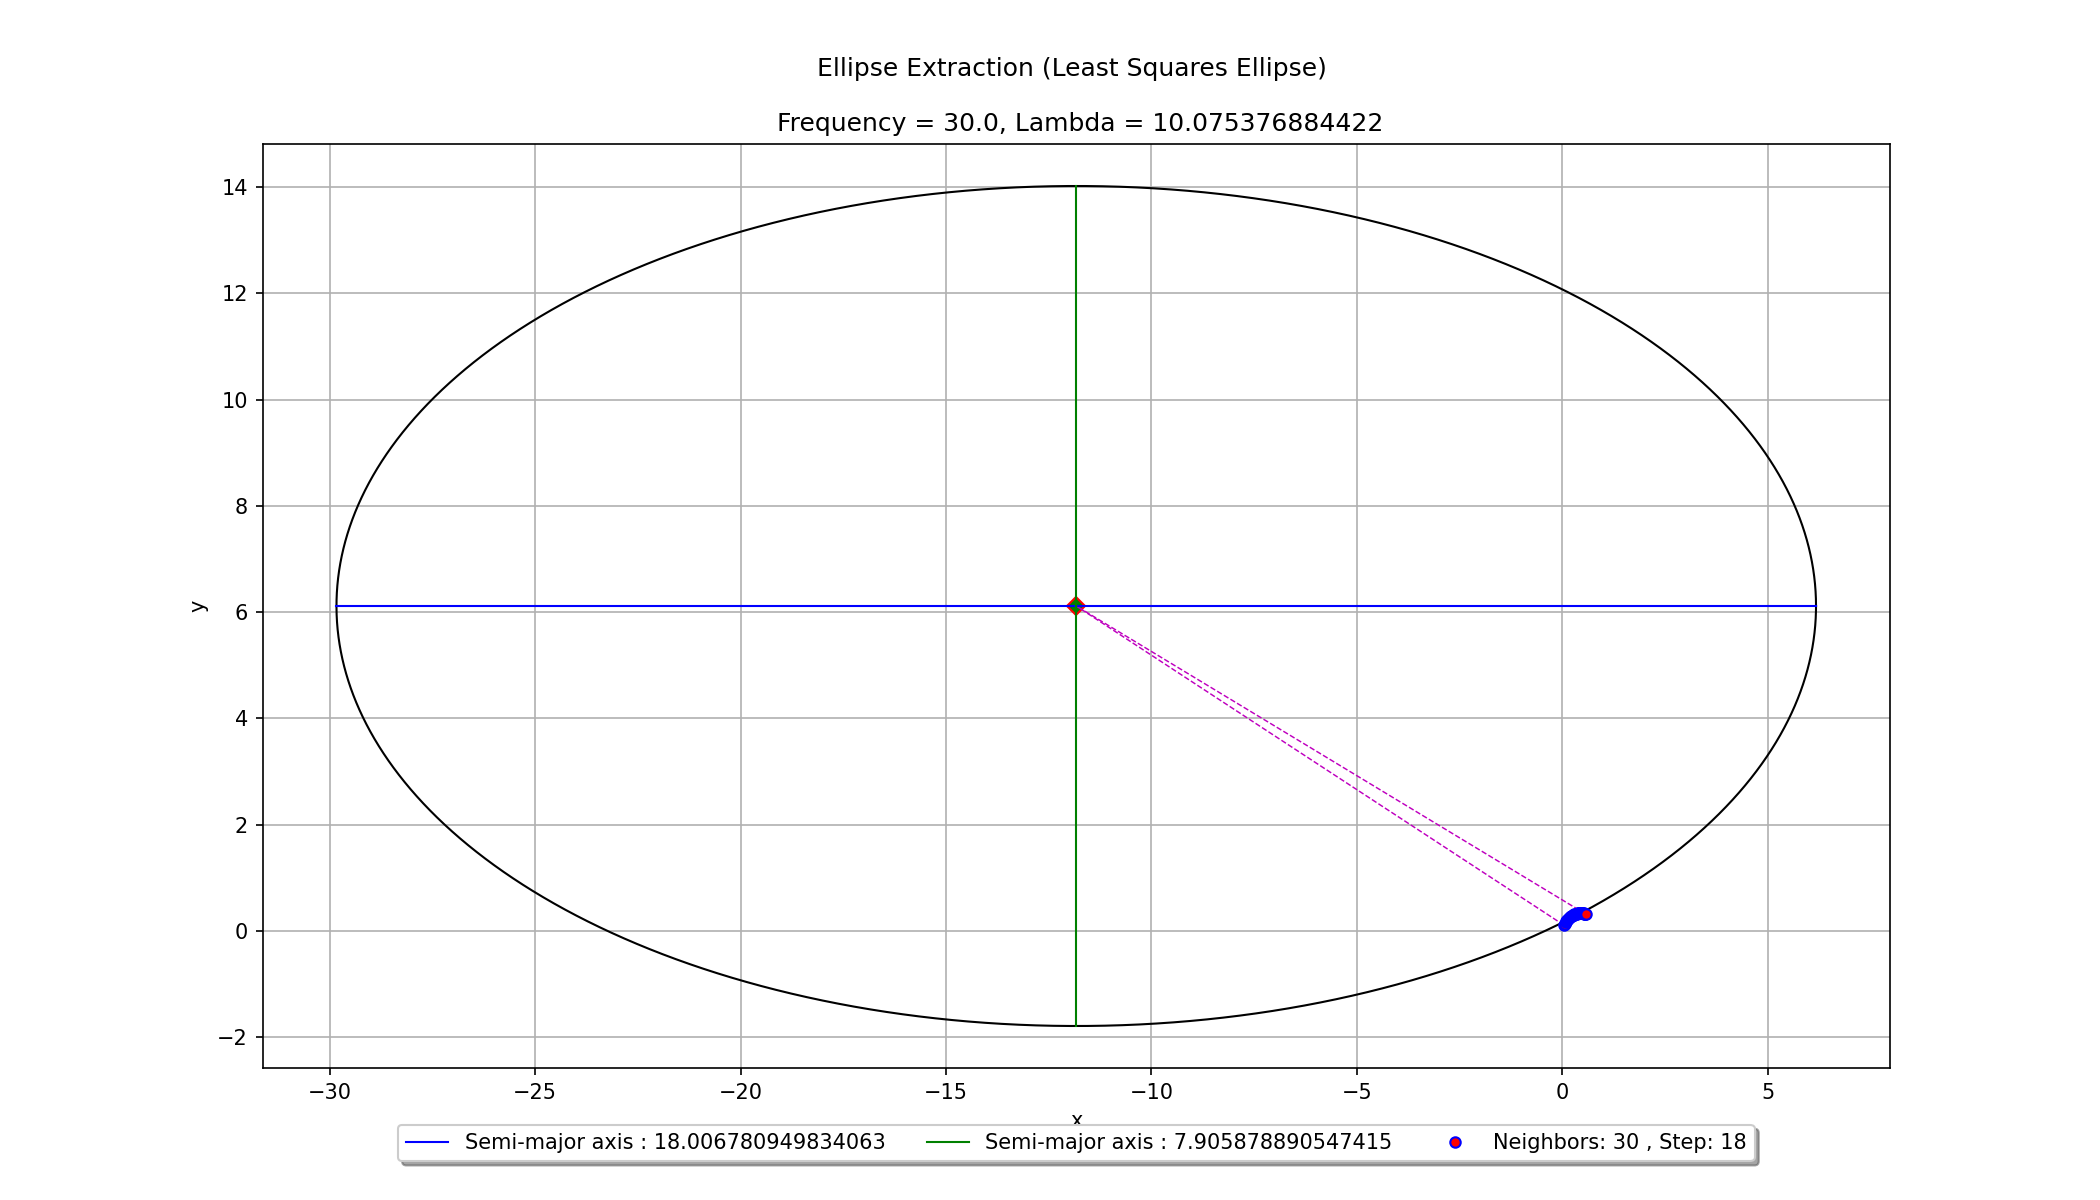 Ellipse Extraction (Least Squares Ellipse)
Frequency = 30.0, Lambda = 10.075376884422
14
12
10
8
6
4
2
0
−2
y
−30 −25 −20 −15 −10 −5 0 5
x
Semi-major axis : 18.006780949834063 Semi-major axis : 7.905878890547415 Neighbors: 30 , Step: 18